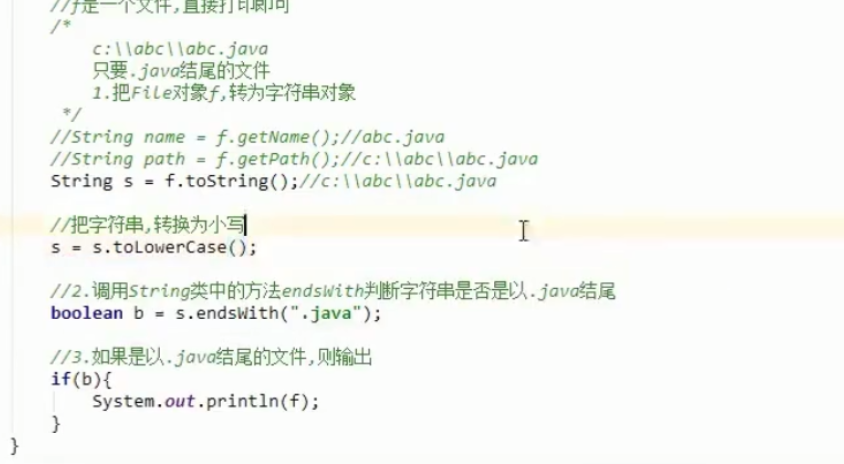 //f是一个文件,直接打印即可
/*
c:\\abc\\abc.java
只要.java结尾的文件
1.把File对象f,转为字符串对象
*/
//String name = f.getName();//abc.java
//String path = f.getPath();//c:\\abc\\abc.java
String s = f.toString();//c:\\abc\\abc.java
//把字符串,转换为小写
s = s.toLowerCase();
//2.调用String类中的方法endsWith判断字符串是否是以.java结尾
boolean b = s.endsWith(".java");
//3.如果是以.java结尾的文件,则输出
if(b){
System.out.println(f);
}
}